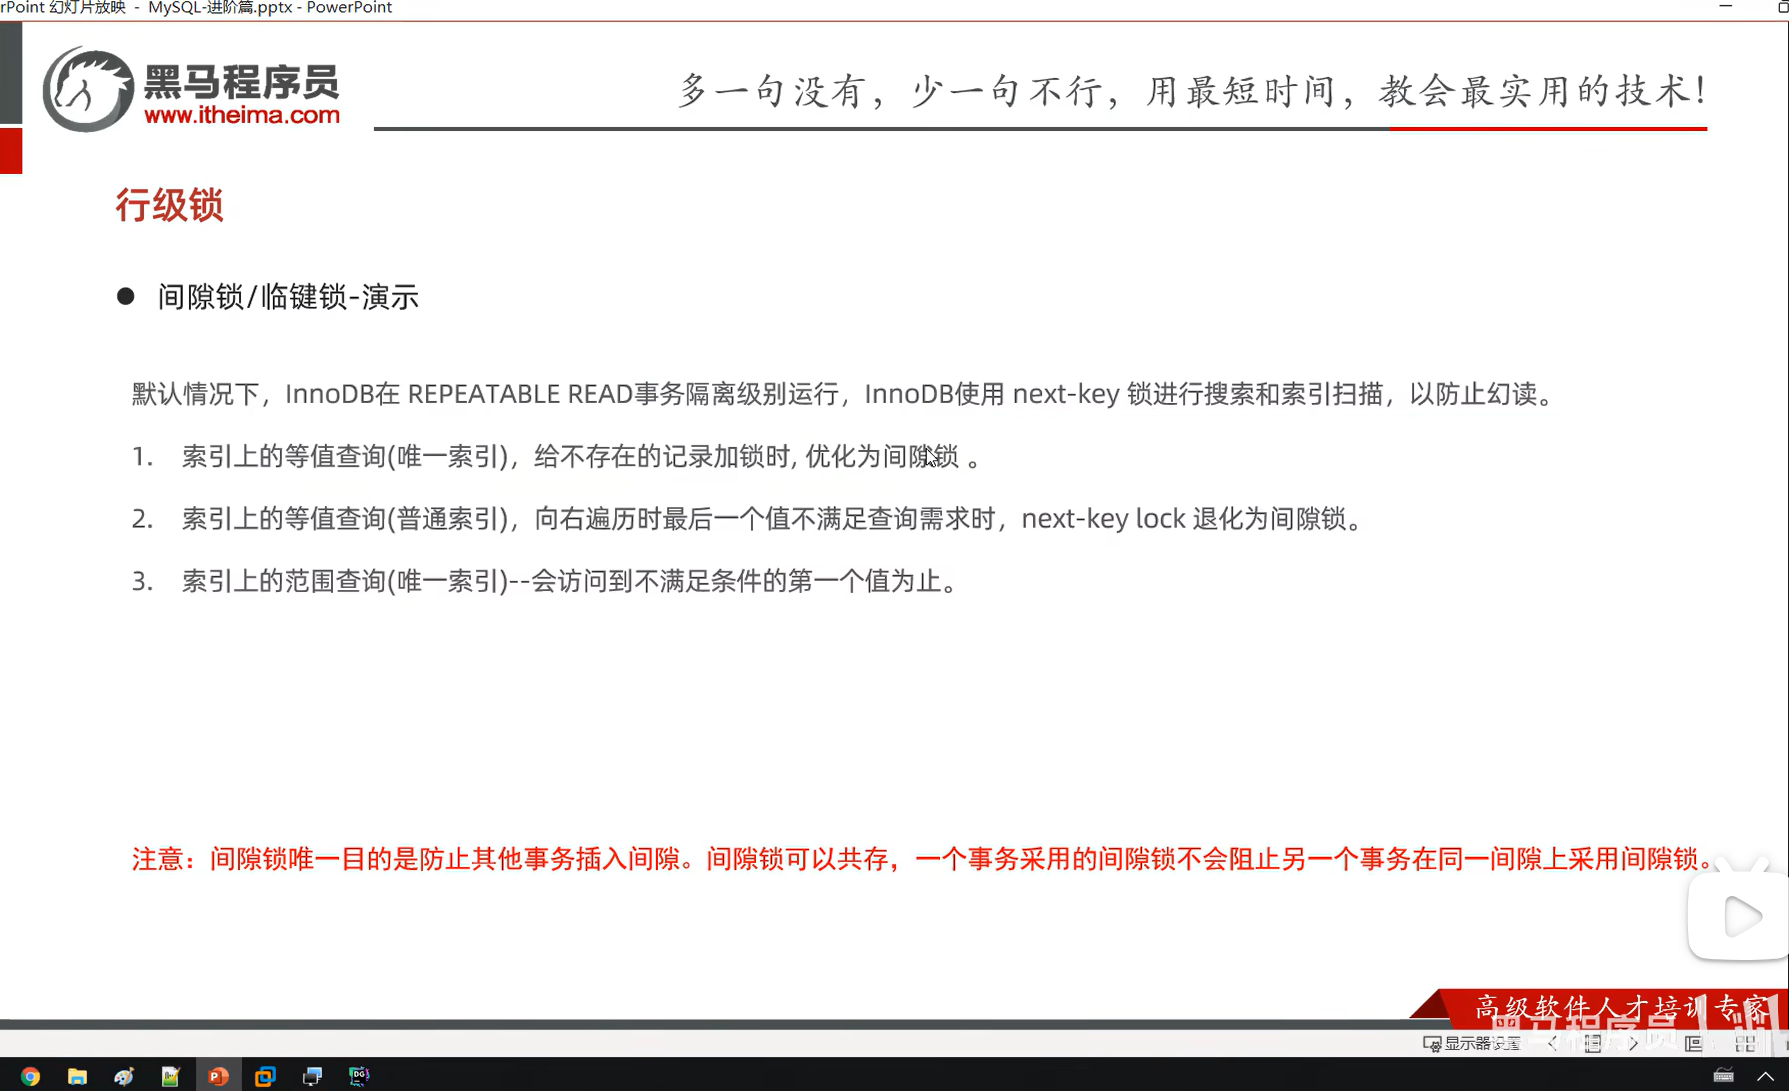 rPoint 幻灯片放映 - MySQL-进阶篇.pptx - PowerPoint
黑马程序员
www.itheima.com
多一句没有，少一句不行，用最短时间，教会最实用的技术！
行级锁
● 间隙锁/临键锁-演示
默认情况下，InnoDB在 REPEATABLE READ事务隔离级别运行，InnoDB使用 next-key 锁进行搜索和索引扫描，以防止幻读。
1. 索引上的等值查询(唯一索引)，给不存在的记录加锁时, 优化为间隙锁 。
2. 索引上的等值查询(普通索引)，向右遍历时最后一个值不满足查询需求时，next-key lock 退化为间隙锁。
3. 索引上的范围查询(唯一索引)--会访问到不满足条件的第一个值为止。
注意：间隙锁唯一目的是防止其他事务插入间隙。间隙锁可以共存，一个事务采用的间隙锁不会阻止另一个事务在同一间隙上采用间隙锁。
高级软件人才培训专家
黑马程序员
显示器设置